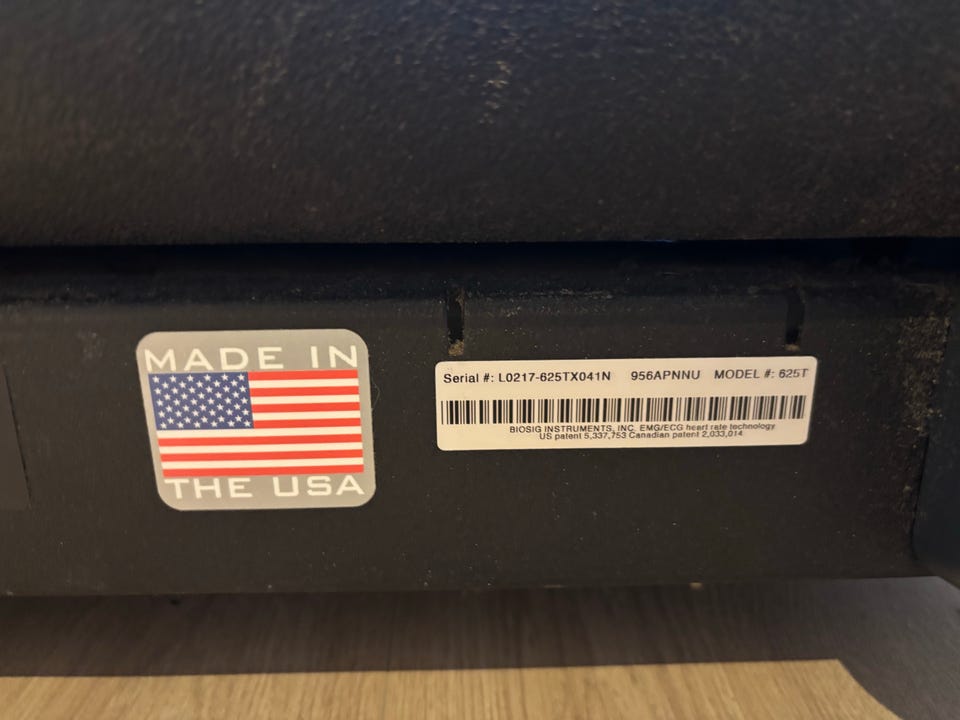 MADE IN
THE USA
Serial #: L0217-625TX041N 956APNNU MODEL #: 625T
BIOSIG INSTRUMENTS, INC. EMG/ECG heart rate technology
US patent 5,337,753 Canadian patent 2,033,014